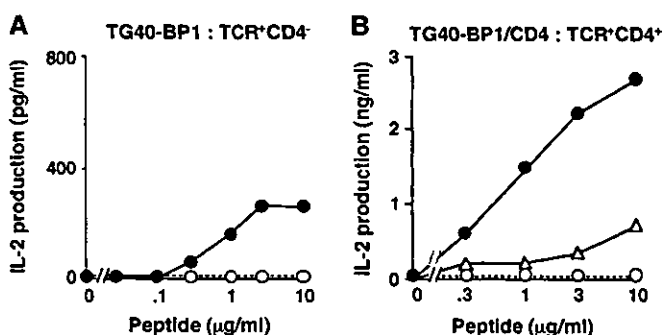 A TG40-BP1 : TCR⁺CD4⁻
IL-2 production (pg/ml)
800
400
0
0 .1 1 10
Peptide (µg/ml)
B TG40-BP1/CD4 : TCR⁺CD4⁺
IL-2 production (ng/ml)
3
2
1
0
0 .3 1 3 10
Peptide (µg/ml)